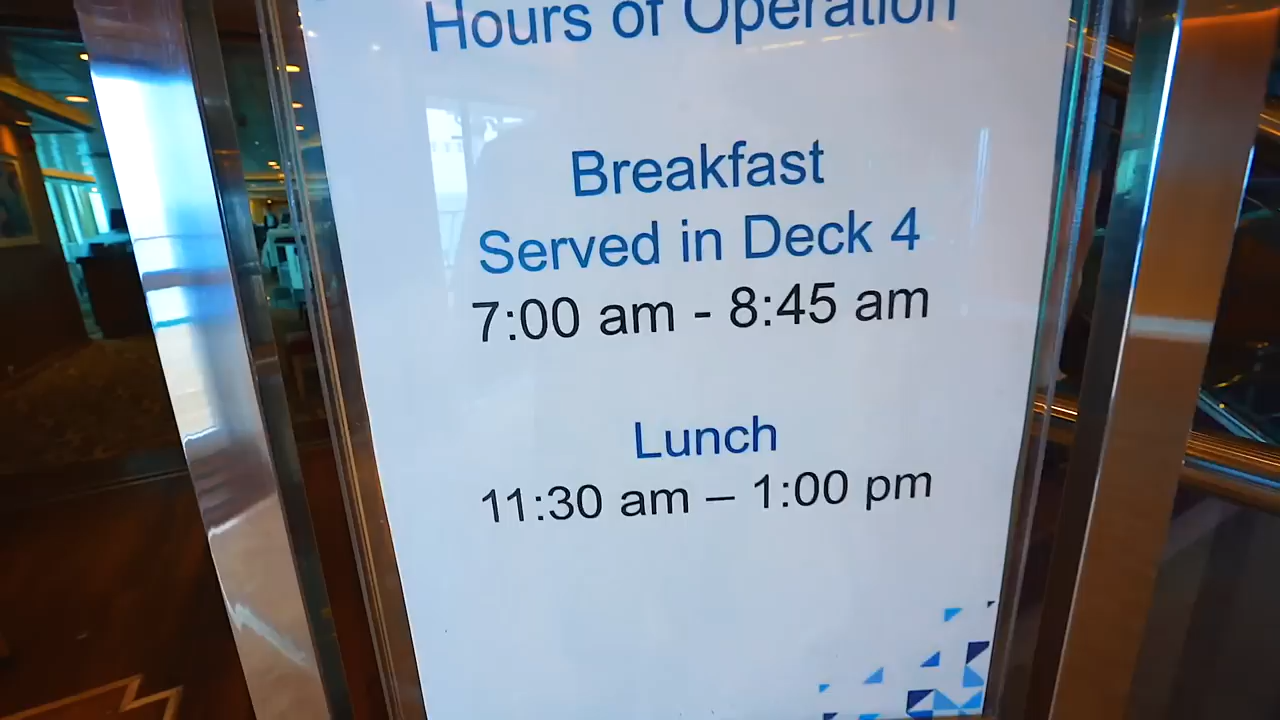 Hours of Operation
Breakfast
Served in Deck 4
7:00 am - 8:45 am
Lunch
11:30 am – 1:00 pm